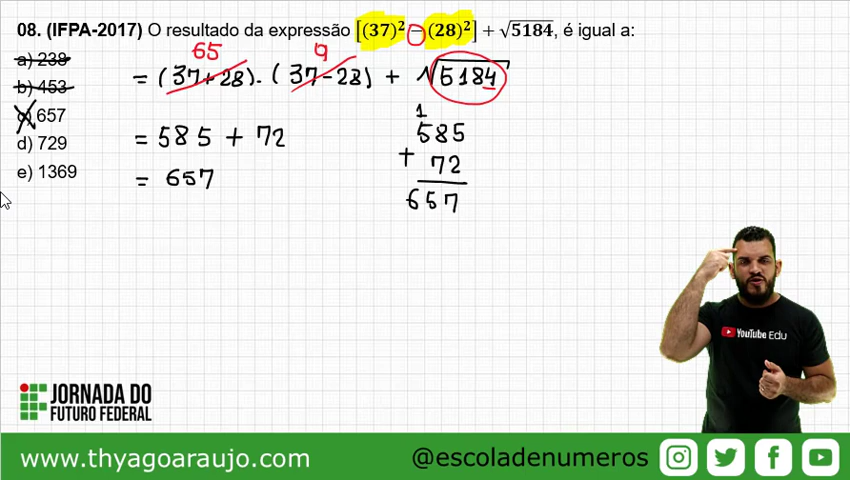 08. (IFPA-2017) O resultado da expressão [(37)² − (28)²] + √5184, é igual a:
a) 238
b) 453
c) 657
d) 729
e) 1369
65 9
= (37+28) . (37-28) + √5184
= 585 + 72
= 657
1
585
+ 72
657
YouTube Edu
JORNADA DO
FUTURO FEDERAL
www.thyagoaraujo.com @escoladenumeros